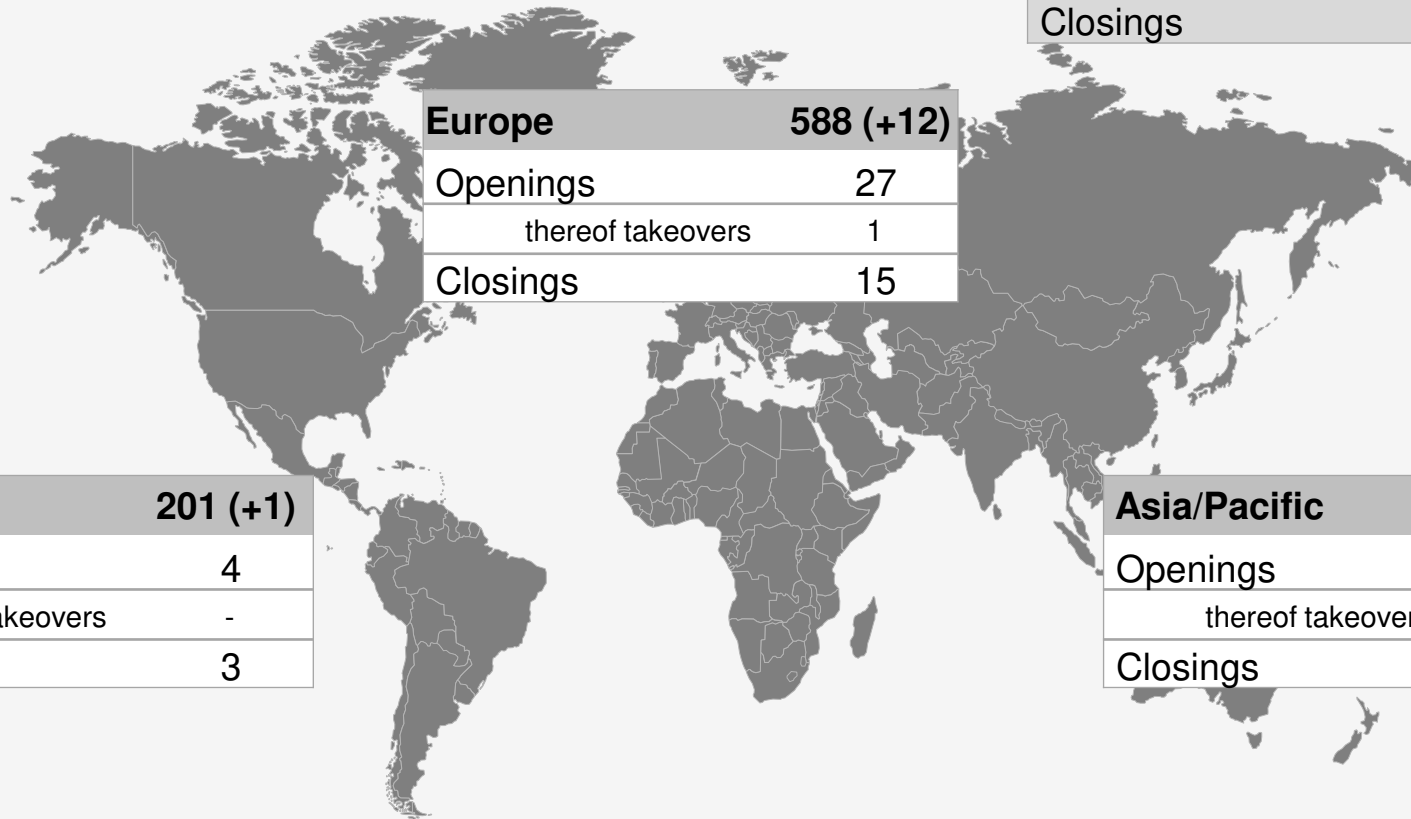 Closings
Europe 588 (+12)
Openings 27
thereof takeovers 1
Closings 15
201 (+1)
4
akeovers -
3
Asia/Pacific
Openings
thereof takeover
Closings